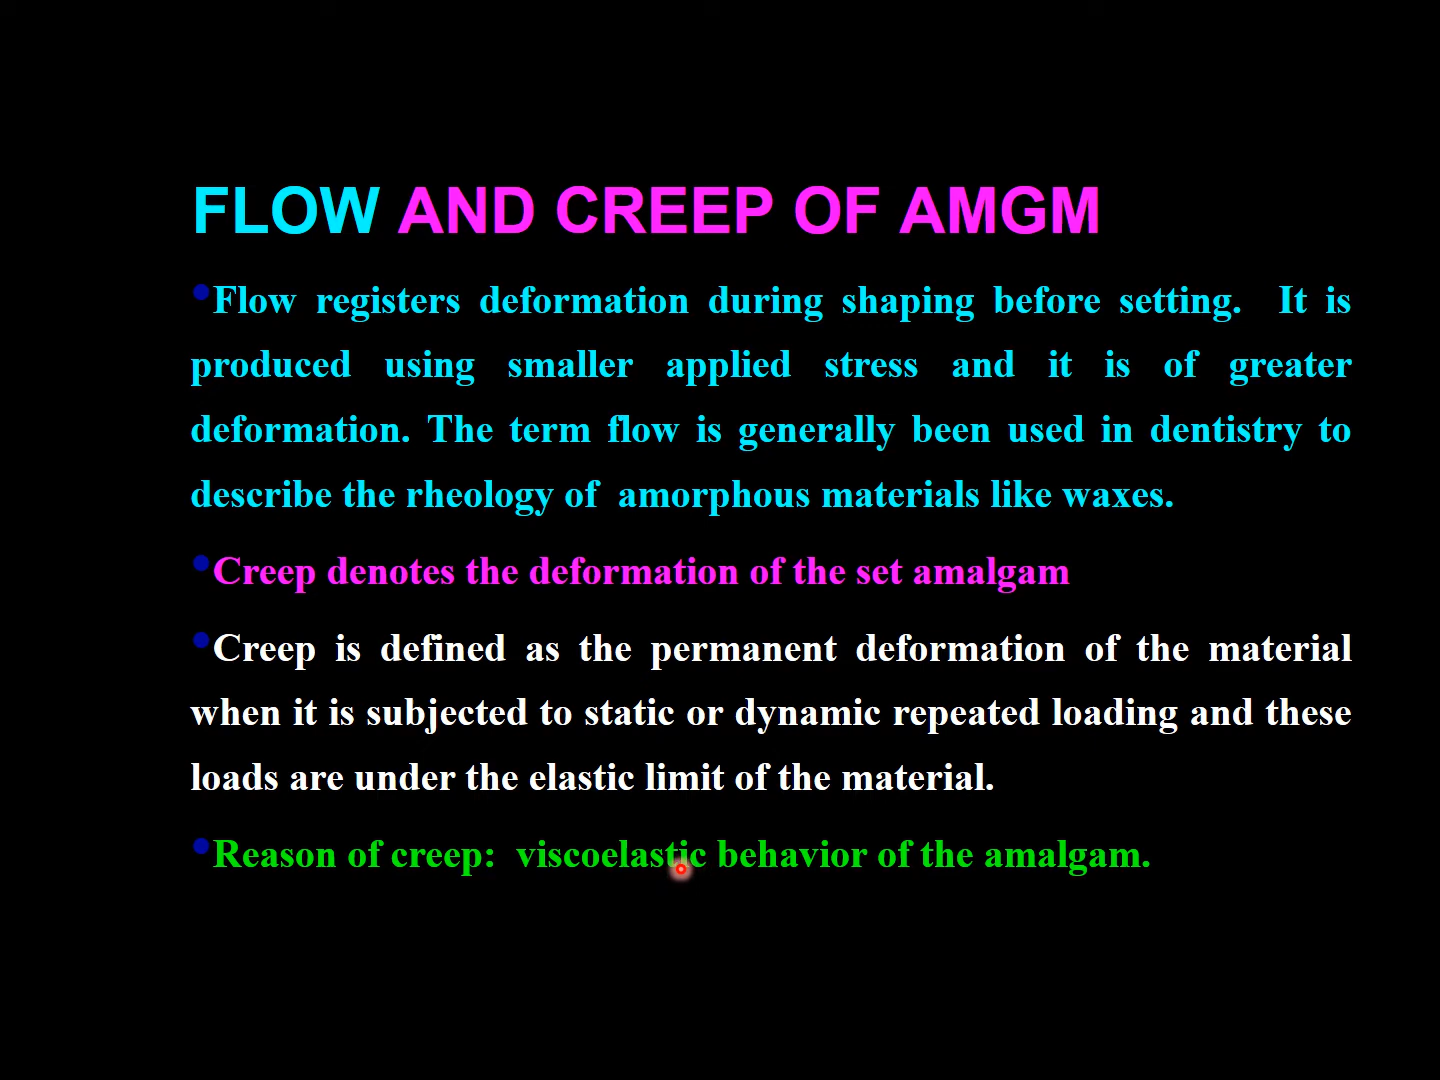 FLOW AND CREEP OF AMGM
•Flow registers deformation during shaping before setting. It is
produced using smaller applied stress and it is of greater
deformation. The term flow is generally been used in dentistry to
describe the rheology of amorphous materials like waxes.
•Creep denotes the deformation of the set amalgam
•Creep is defined as the permanent deformation of the material
when it is subjected to static or dynamic repeated loading and these
loads are under the elastic limit of the material.
•Reason of creep: viscoelastic behavior of the amalgam.